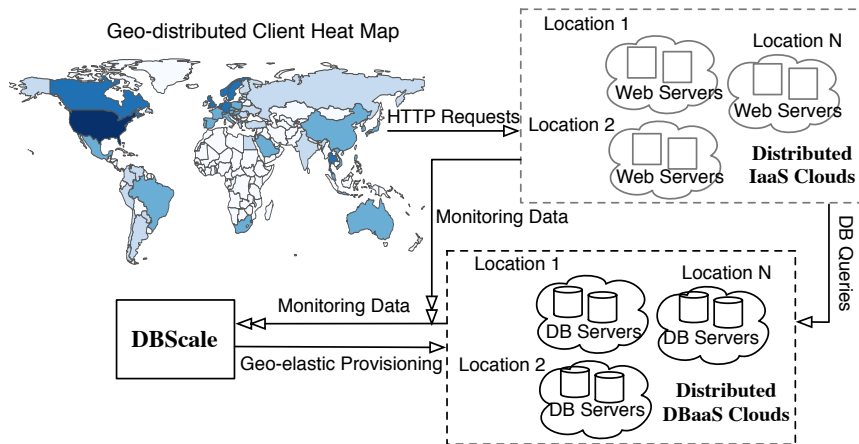 Geo-distributed Client Heat Map
Location 1
Location N
Web Servers
Web Servers
HTTP Requests
Location 2
Web Servers
Distributed
IaaS Clouds
Monitoring Data
DB Queries
Location 1
Location N
Monitoring Data
DB Servers
DB Servers
DBScale
Geo-elastic Provisioning
Location 2
DB Servers
Distributed
DBaaS Clouds